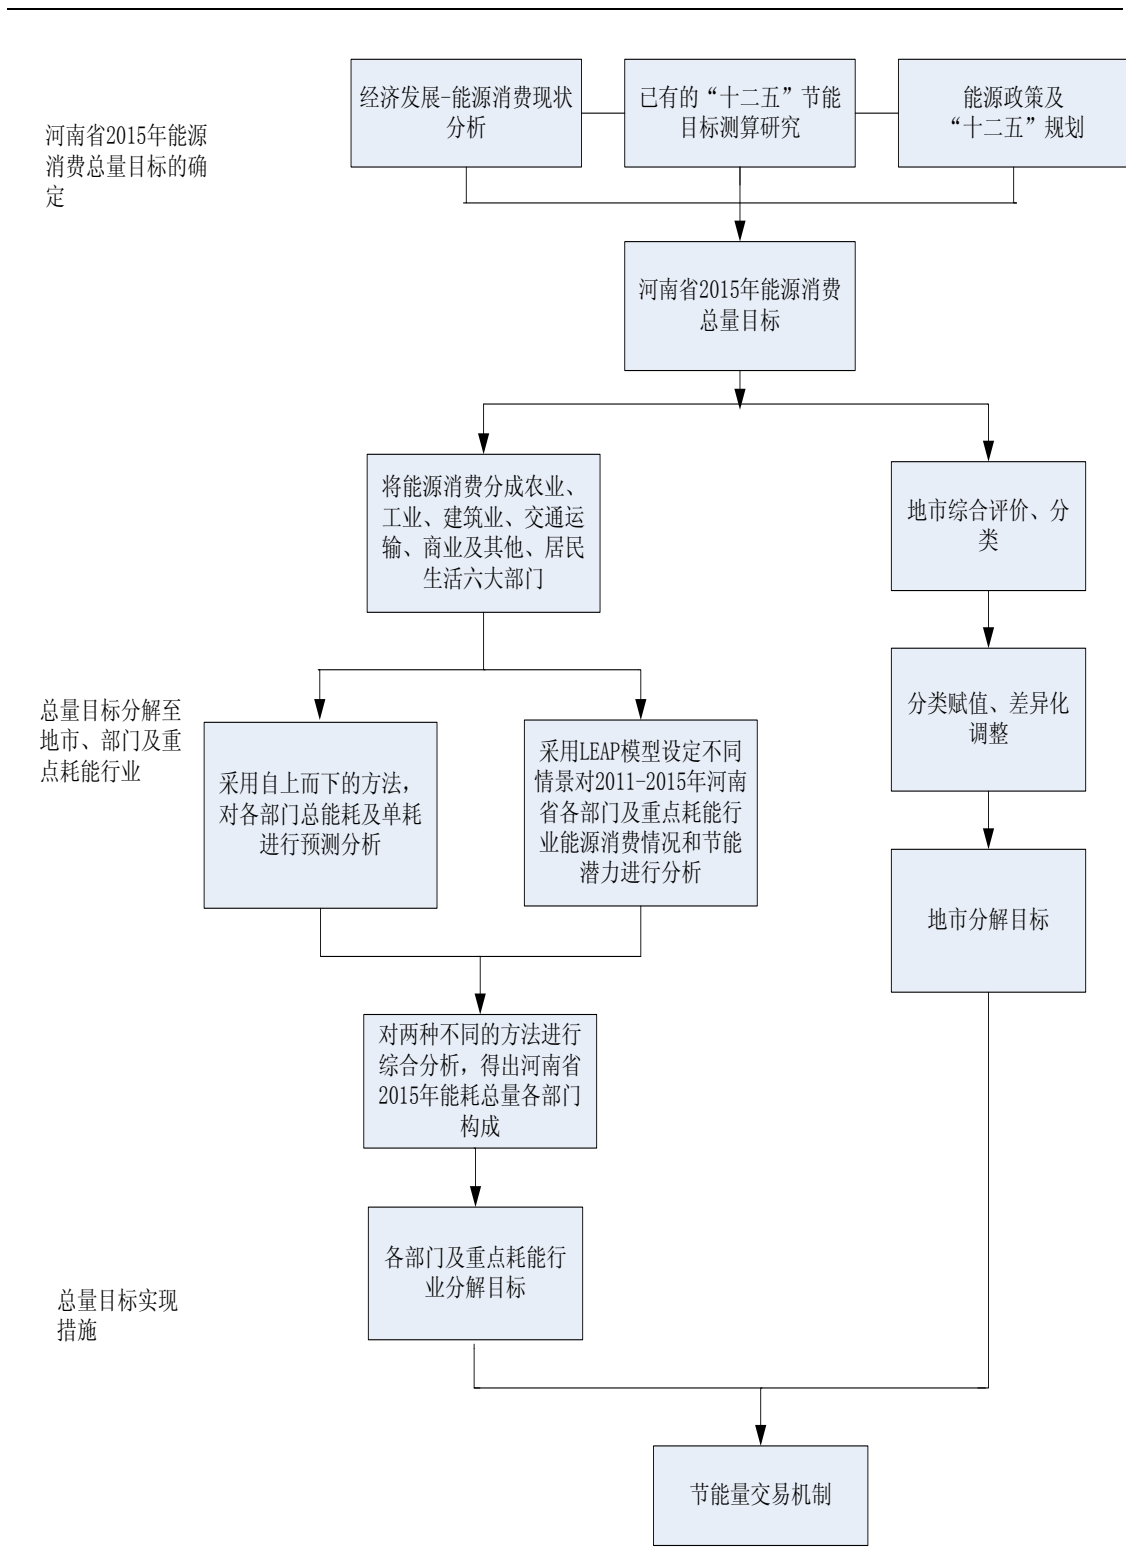 河南省2015年能源
消费总量目标的确
定
经济发展-能源消费现状
分析
已有的“十二五”节能
目标测算研究
能源政策及
“十二五”规划
河南省2015年能源消费
总量目标
将能源消费分成农业、
工业、建筑业、交通运
输、商业及其他、居民
生活六大部门
地市综合评价、分
类
总量目标分解至
地市、部门及重
点耗能行业
采用自上而下的方法，
对各部门总能耗及单耗
进行预测分析
采用LEAP模型设定不同
情景对2011-2015年河南
省各部门及重点耗能行
业能源消费情况和节能
潜力进行分析
分类赋值、差异化
调整
地市分解目标
对两种不同的方法进行
综合分析，得出河南省
2015年能耗总量各部门
构成
各部门及重点耗能行
业分解目标
总量目标实现
措施
节能量交易机制